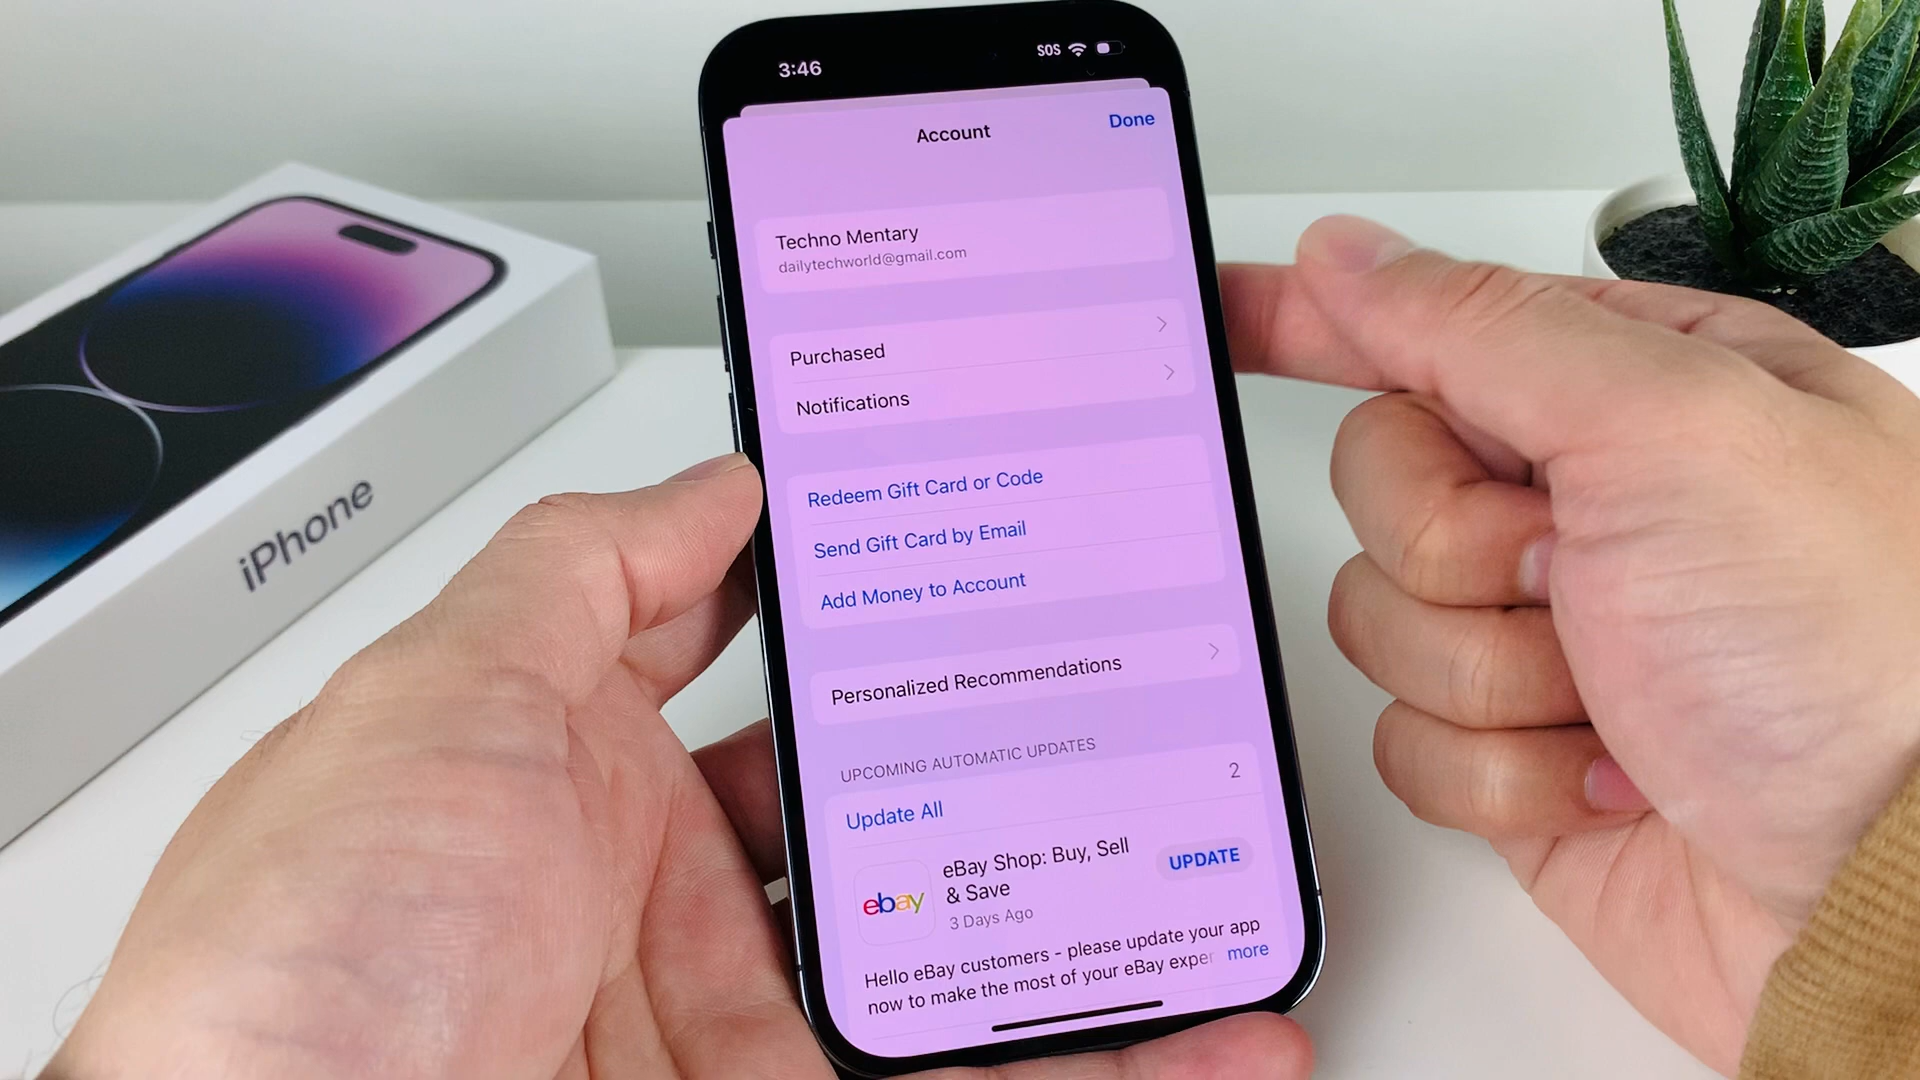 3:46
SOS
Account
Done
Techno Mentary
dailytechworld@gmail.com
Purchased
Notifications
Redeem Gift Card or Code
Send Gift Card by Email
Add Money to Account
Personalized Recommendations
UPCOMING AUTOMATIC UPDATES
Update All
2
ebay
eBay Shop: Buy, Sell
& Save
3 Days Ago
UPDATE
Hello eBay customers - please update your app
now to make the most of your eBay exper more
iPhone